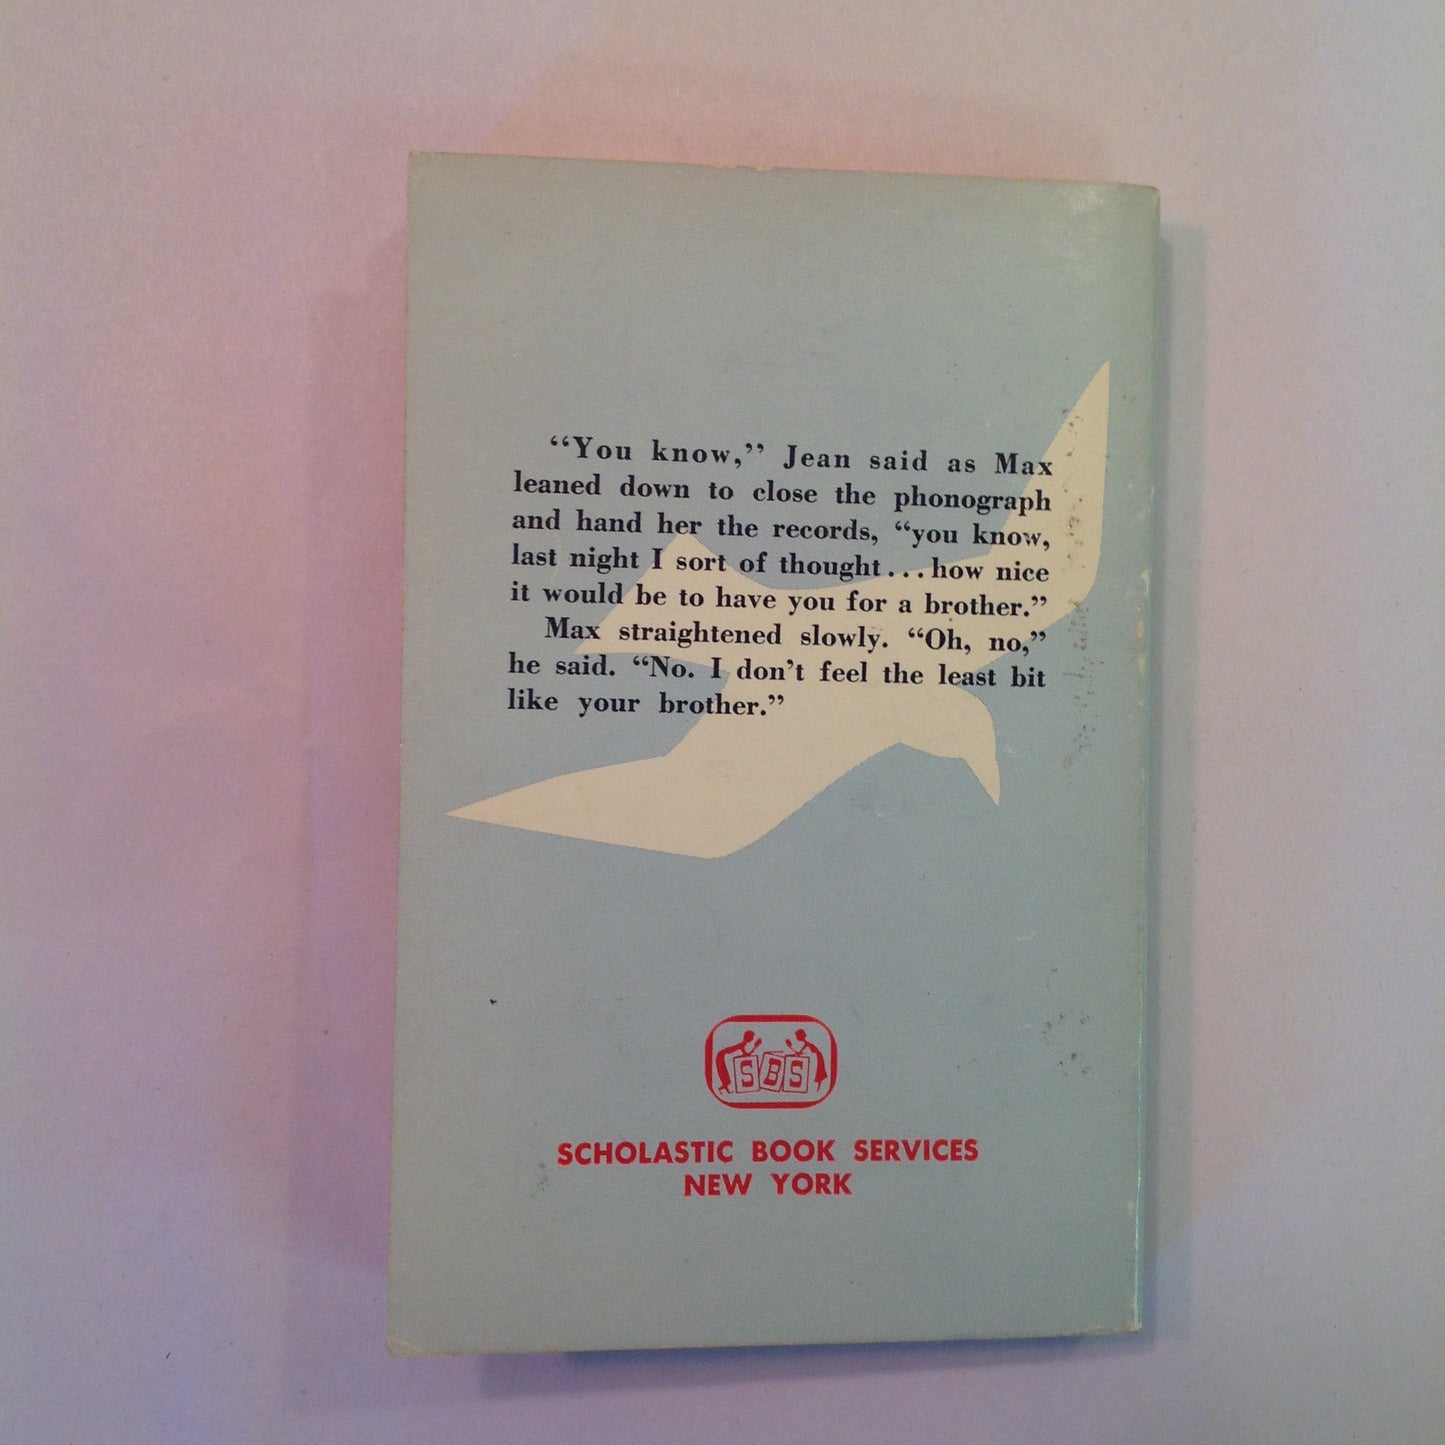 “You know,” Jean said as Max
leaned down to close the phonograph
and hand her the records, “you know,
last night I sort of thought...how nice
it would be to have you for a brother.”
Max straightened slowly. “Oh, no,”
he said. “No. I don’t feel the least bit
like your brother.”
SBS
SCHOLASTIC BOOK SERVICES
NEW YORK